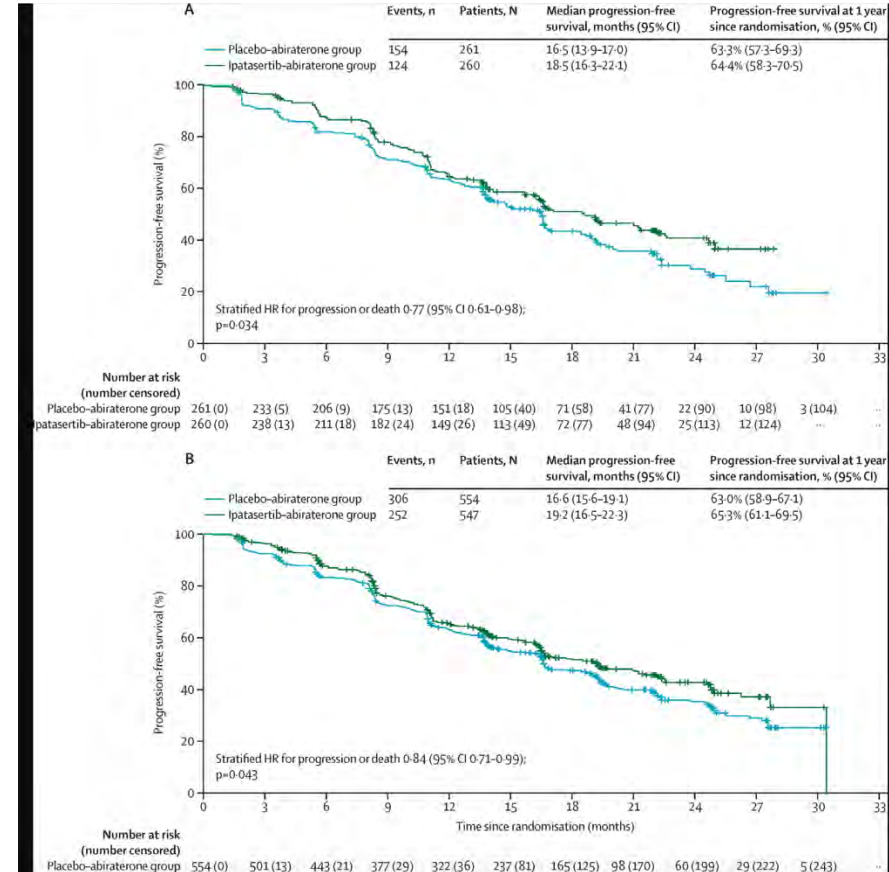 A
Events, n Patients, N Median progression-free survival, months (95% CI) Progression-free survival at 1 year since randomisation, % (95% CI)
Placebo–abiraterone group 154 261 16·5 (13·9–17·0) 63·3% (57·3–69·3)
Ipatasertib–abiraterone group 124 260 18·5 (16·3–22·1) 64·4% (58·3–70·5)
Progression-free survival (%)
100
80
60
40
20
0
Stratified HR for progression or death 0·77 (95% CI 0·61–0·98);
p=0·034
0 3 6 9 12 15 18 21 24 27 30 33
Number at risk
(number censored)
Placebo–abiraterone group 261 (0) 233 (5) 206 (9) 175 (13) 151 (18) 105 (40) 71 (58) 41 (77) 22 (90) 10 (98) 3 (104) ..
Ipatasertib–abiraterone group 260 (0) 238 (13) 211 (18) 182 (24) 149 (26) 113 (49) 72 (77) 48 (94) 25 (113) 12 (124) .. ..
B
Events, n Patients, N Median progression-free survival, months (95% CI) Progression-free survival at 1 year since randomisation, % (95% CI)
Placebo–abiraterone group 306 554 16·6 (15·6–19·1) 63·0% (58·9–67·1)
Ipatasertib–abiraterone group 252 547 19·2 (16·5–22·3) 65·3% (61·1–69·5)
Progression-free survival (%)
100
80
60
40
20
0
Stratified HR for progression or death 0·84 (95% CI 0·71–0·99);
p=0·043
0 3 6 9 12 15 18 21 24 27 30 33
Time since randomisation (months)
Number at risk
(number censored)
Placebo–abiraterone group 554 (0) 501 (13) 443 (21) 377 (29) 322 (36) 237 (81) 165 (125) 98 (170) 60 (199) 29 (222) 5 (243) ..